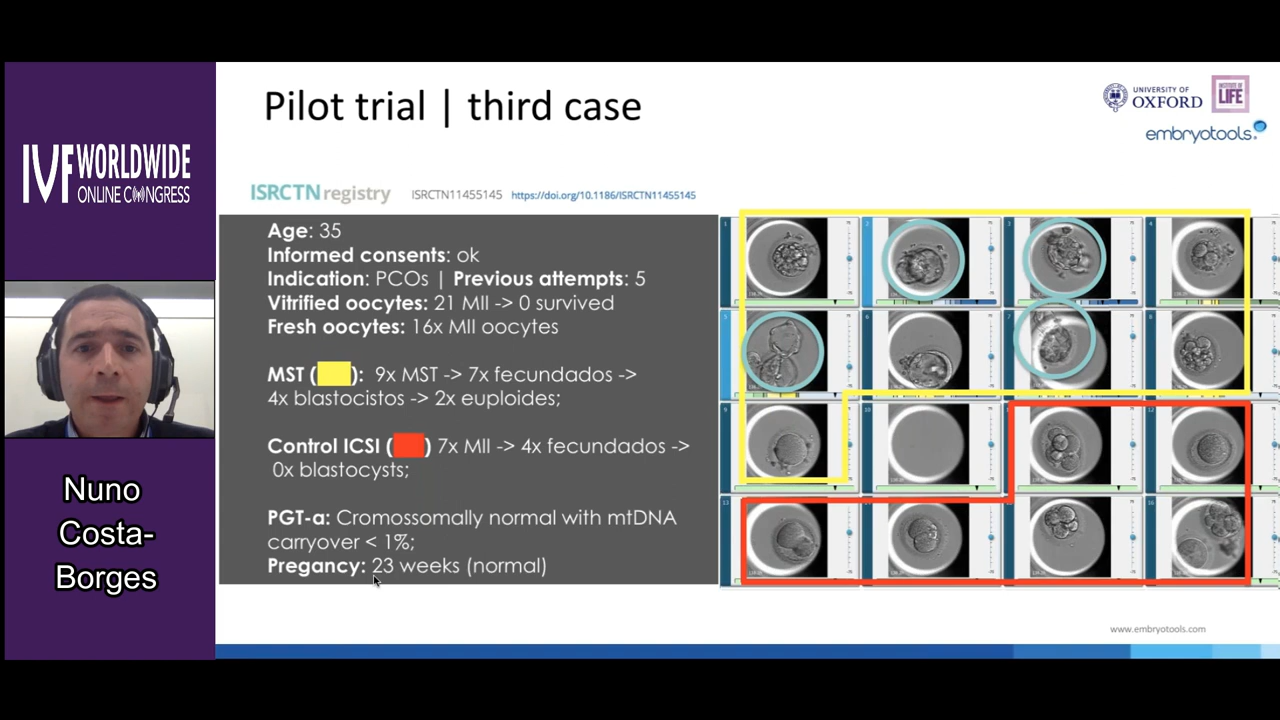 IVF WORLDWIDE
ONLINE CONGRESS
Nuno
Costa-
Borges
Pilot trial | third case
UNIVERSITY OF
OXFORD
INSTITUTE OF
LIFE
embryotools
ISRCTN registry
ISRCTN11455145
https://doi.org/10.1186/ISRCTN11455145
Age: 35
Informed consents: ok
Indication: PCOs | Previous attempts: 5
Vitrified oocytes: 21 MII -> 0 survived
Fresh oocytes: 16x MII oocytes
MST ( ): 9x MST -> 7x fecundados ->
4x blastocistos -> 2x euploides;
Control ICSI ( ) 7x MII -> 4x fecundados ->
0x blastocysts;
PGT-a: Cromossomally normal with mtDNA
carryover < 1%;
Pregancy: 23 weeks (normal)
www.embryotools.com